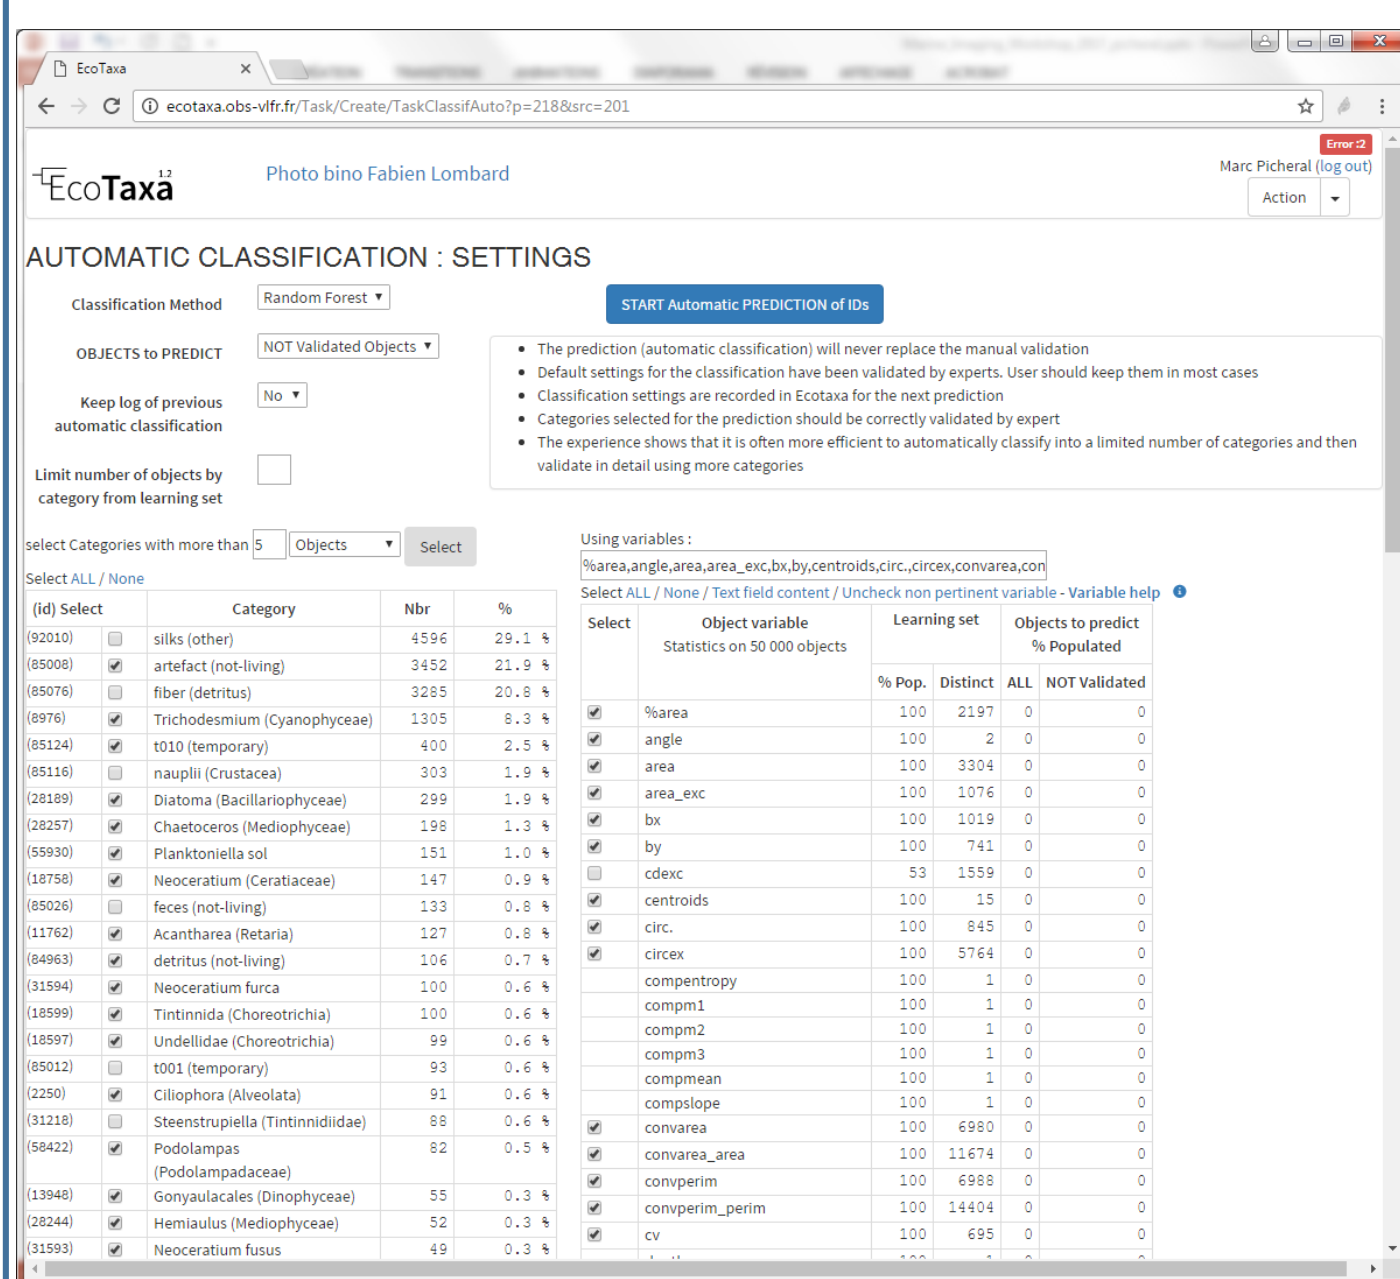 EcoTaxa
ecotaxa.obs-vlfr.fr/Task/Create/TaskClassifAuto?p=218&src=201
Error :2
EcoTaxa 1.2
Photo bino Fabien Lombard
Marc Picheral (log out)
Action
AUTOMATIC CLASSIFICATION : SETTINGS
Classification Method
Random Forest
START Automatic PREDICTION of IDs
OBJECTS to PREDICT
NOT Validated Objects
Keep log of previous
automatic classification
No
Limit number of objects by
category from learning set
The prediction (automatic classification) will never replace the manual validation
Default settings for the classification have been validated by experts. User should keep them in most cases
Classification settings are recorded in Ecotaxa for the next prediction
Categories selected for the prediction should be correctly validated by expert
The experience shows that it is often more efficient to automatically classify into a limited number of categories and then
validate in detail using more categories
select Categories with more than 5 Objects Select
Select ALL / None
(id) Select Category Nbr %
(92010) silks (other) 4596 29.1 %
(85008) artefact (not-living) 3452 21.9 %
(85076) fiber (detritus) 3285 20.8 %
(8976) Trichodesmium (Cyanophyceae) 1305 8.3 %
(85124) t010 (temporary) 400 2.5 %
(85116) nauplii (Crustacea) 303 1.9 %
(28189) Diatoma (Bacillariophyceae) 299 1.9 %
(28257) Chaetoceros (Mediophyceae) 198 1.3 %
(55930) Planktoniella sol 151 1.0 %
(18758) Neoceratium (Ceratiaceae) 147 0.9 %
(85026) feces (not-living) 133 0.8 %
(11762) Acantharea (Retaria) 127 0.8 %
(84963) detritus (not-living) 106 0.7 %
(31594) Neoceratium furca 100 0.6 %
(18599) Tintinnida (Choreotrichia) 100 0.6 %
(18597) Undellidae (Choreotrichia) 99 0.6 %
(85012) t001 (temporary) 93 0.6 %
(2250) Ciliophora (Alveolata) 91 0.6 %
(31218) Steenstrupiella (Tintinnidiidae) 88 0.6 %
(58422) Podolampas 82 0.5 %
(Podolampadaceae)
(13948) Gonyaulacales (Dinophyceae) 55 0.3 %
(28244) Hemiaulus (Mediophyceae) 52 0.3 %
(31593) Neoceratium fusus 49 0.3 %
Using variables :
%area,angle,area,area_exc,bx,by,centroids,circ.,circex,convarea,con
Select ALL / None / Text field content / Uncheck non pertinent variable - Variable help
Select Object variable Learning set Objects to predict
Statistics on 50 000 objects % Populated
% Pop. Distinct ALL NOT Validated
%area 100 2197 0 0
angle 100 2 0 0
area 100 3304 0 0
area_exc 100 1076 0 0
bx 100 1019 0 0
by 100 741 0 0
cdexc 53 1559 0 0
centroids 100 15 0 0
circ. 100 845 0 0
circex 100 5764 0 0
compentropy 100 1 0 0
compm1 100 1 0 0
compm2 100 1 0 0
compm3 100 1 0 0
compmean 100 1 0 0
compslope 100 1 0 0
convarea 100 6980 0 0
convarea_area 100 11674 0 0
convperim 100 6988 0 0
convperim_perim 100 14404 0 0
cv 100 695 0 0